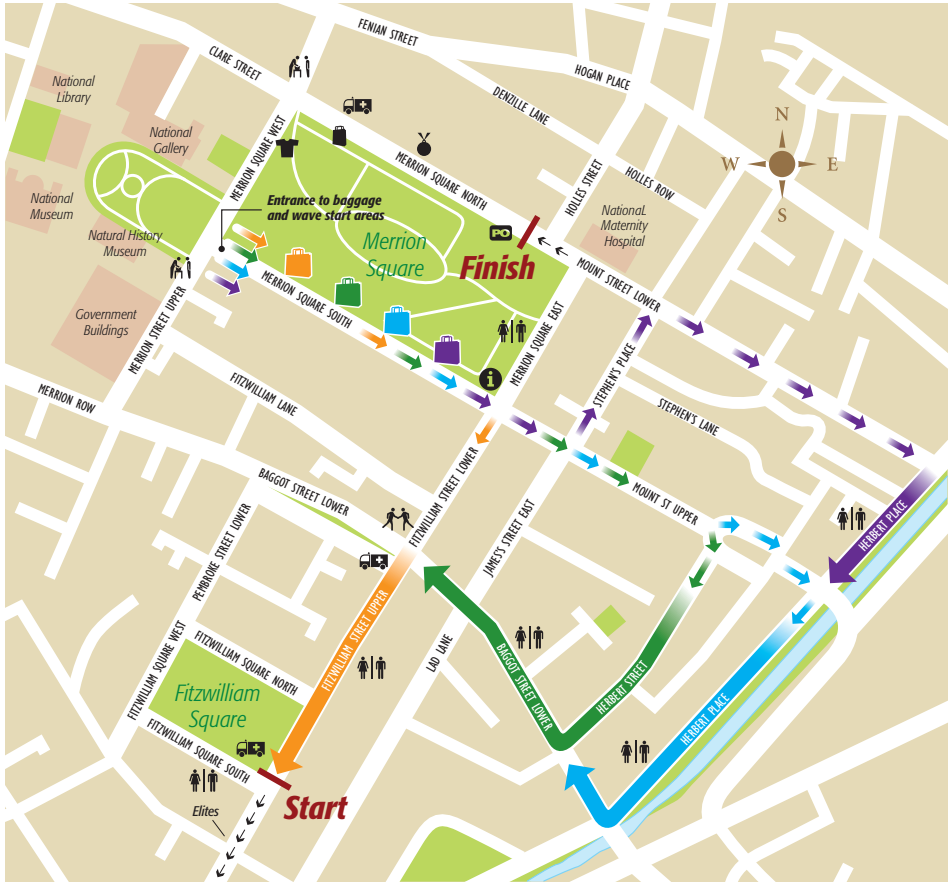 FENIAN STREET
CLARE STREET
HOGAN PLACE
National
Library
DENZILLE LANE
N
National
Gallery
MERRION SQUARE WEST
MERRION SQUARE NORTH
HOLLES STREET
HOLLES ROW
W
E
S
National
Museum
Entrance to baggage
and wave start areas
National
Maternity
Hospital
Natural History
Museum
Merrion
Square
PO
Finish
MOUNT STREET LOWER
MERRION SQUARE SOUTH
Government
Buildings
MERRION STREET UPPER
MERRION SQUARE EAST
STEPHEN'S PLACE
i
MERRION ROW
FITZWILLIAM LANE
STEPHEN'S LANE
BAGGOT STREET LOWER
FITZWILLIAM STREET LOWER
MOUNT ST UPPER
PEMBROKE STREET LOWER
JAMES'S STREET EAST
HERBERT PLACE
FITZWILLIAM STREET UPPER
LAD LANE
BAGGOT STREET LOWER
HERBERT STREET
HERBERT PLACE
FITZWILLIAM SQUARE WEST
FITZWILLIAM SQUARE NORTH
Fitzwilliam
Square
FITZWILLIAM SQUARE SOUTH
Start
Elites